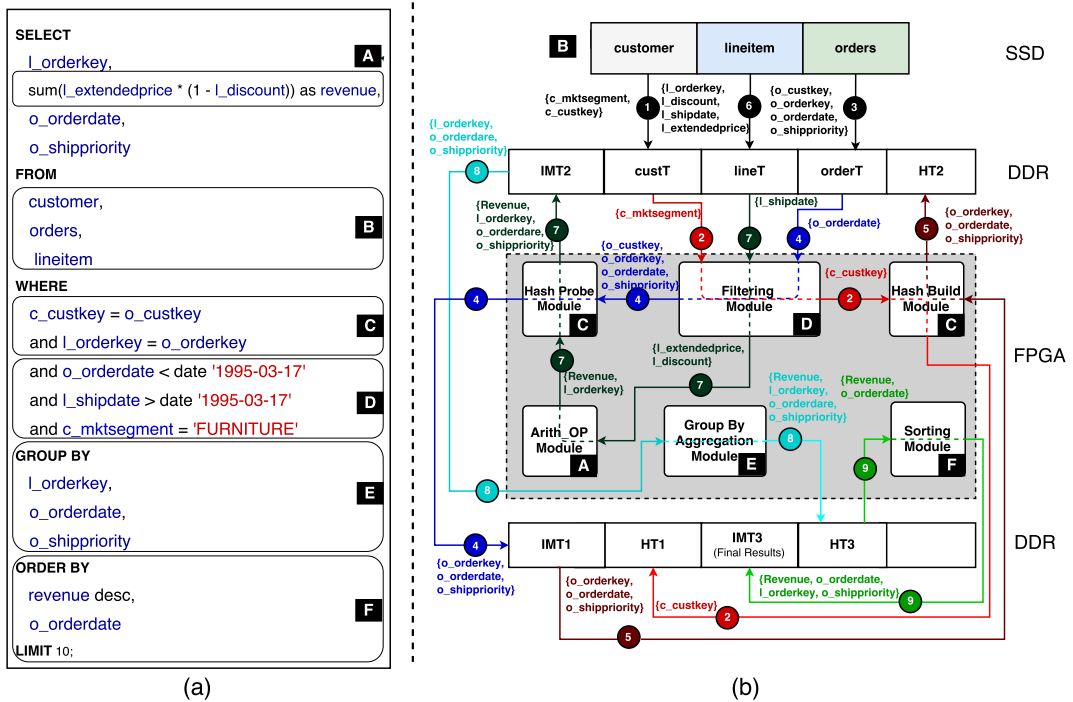 SELECT
A
l_orderkey,
sum(l_extendedprice * (1 - l_discount)) as revenue,
o_orderdate,
o_shippriority
FROM
customer,
B
orders,
lineitem
WHERE
c_custkey = o_custkey
C
and l_orderkey = o_orderkey
and o_orderdate < date '1995-03-17'
and l_shipdate > date '1995-03-17'
D
and c_mktsegment = 'FURNITURE'
GROUP BY
l_orderkey,
E
o_orderdate,
o_shippriority
ORDER BY
revenue desc,
F
o_orderdate
LIMIT 10;
(a)
B
customer
lineitem
orders
SSD
{c_mktsegment,
c_custkey}
1
{l_orderkey,
l_discount,
l_shipdate,
l_extendedprice}
6
{o_custkey,
o_orderkey,
o_orderdate,
o_shippriority}
3
{l_orderkey,
o_orderdare,
o_shippriority}
8
IMT2
custT
lineT
orderT
HT2
DDR
{Revenue,
l_orderkey,
o_orderdare,
o_shippriority}
7
{c_mktsegment}
2
{l_shipdate}
7
{o_orderdate}
4
{o_orderkey,
o_orderdate,
o_shippriority}
5
{o_custkey,
o_orderkey,
o_orderdate,
o_shippriority}
4
4
Hash Probe
Module
C
Filtering
Module
D
{c_custkey}
2
Hash Build
Module
C
FPGA
{l_extendedprice,
l_discount}
7
7
{Revenue,
l_orderkey}
{Revenue,
l_orderkey,
o_orderdare,
o_shippriority}
8
{Revenue,
o_orderdate}
9
Arith_OP
Module
A
Group By
Aggregation
Module
E
Sorting
Module
F
8
4
{o_orderkey,
o_orderdate,
o_shippriority}
IMT1
HT1
IMT3
(Final Results)
HT3
DDR
{o_orderkey,
o_orderdate,
o_shippriority}
5
{c_custkey}
2
{Revenue, o_orderdate,
l_orderkey, o_shippriority}
9
(b)